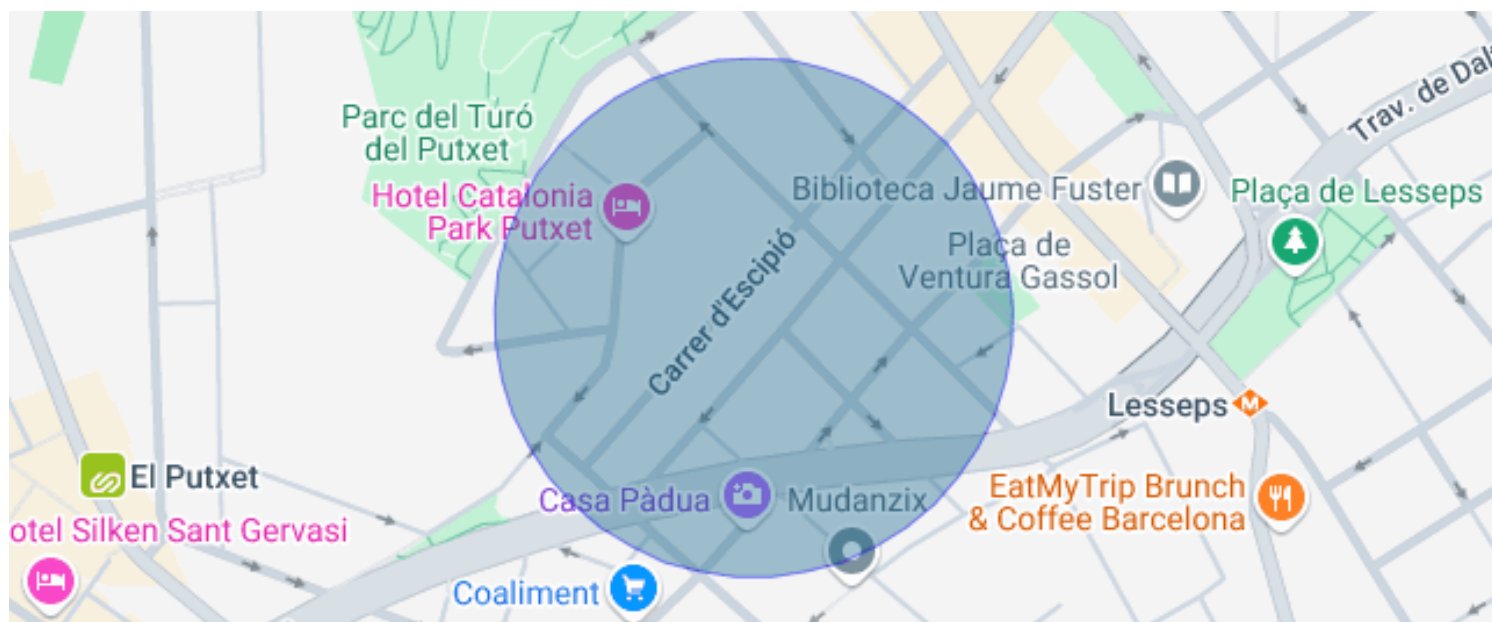 Parc del Turó
del Putxet
Hotel Catalonia
Park Putxet
Biblioteca Jaume Fuster
Trav. de Dal
Plaça de Lesseps
Plaça de
Ventura Gassol
Carrer d'Escipió
Lesseps
M
El Putxet
Casa Pàdua
Mudanzix
EatMyTrip Brunch
& Coffee Barcelona
otel Silken Sant Gervasi
Coaliment